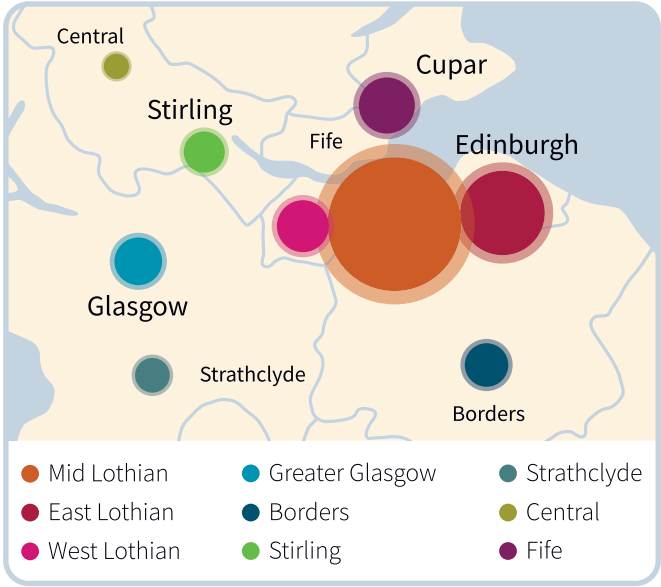 Central
Cupar
Stirling
Fife
Edinburgh
Glasgow
Strathclyde
Borders
Mid Lothian
East Lothian
West Lothian
Greater Glasgow
Borders
Stirling
Strathclyde
Central
Fife